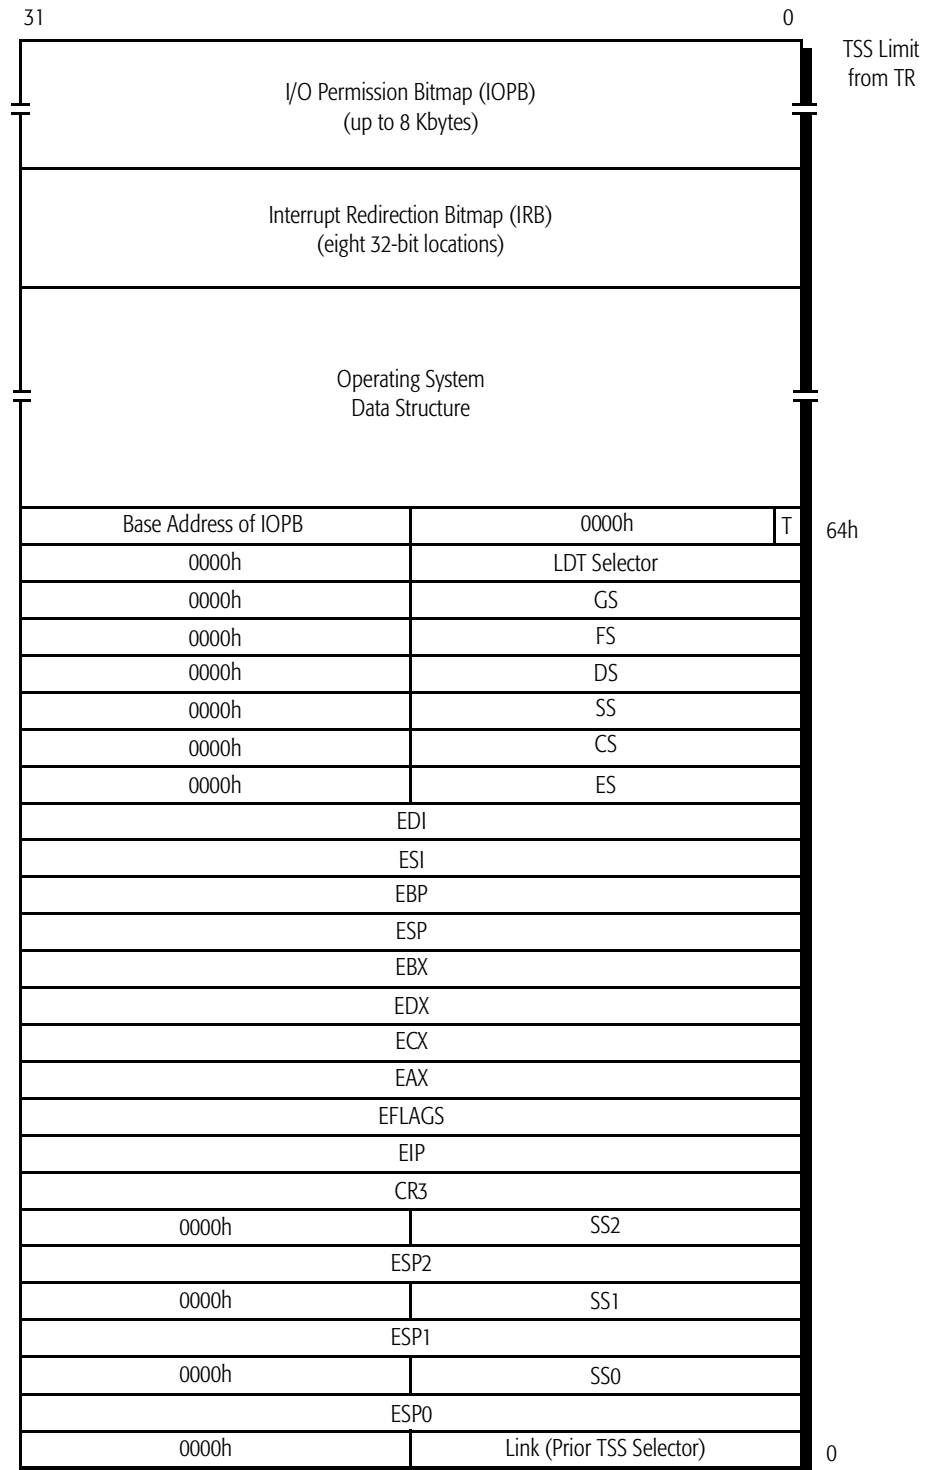 31 0
TSS Limit
from TR
I/O Permission Bitmap (IOPB)
(up to 8 Kbytes)
Interrupt Redirection Bitmap (IRB)
(eight 32-bit locations)
Operating System
Data Structure
Base Address of IOPB 0000h T 64h
0000h LDT Selector
0000h GS
0000h FS
0000h DS
0000h SS
0000h CS
0000h ES
EDI
ESI
EBP
ESP
EBX
EDX
ECX
EAX
EFLAGS
EIP
CR3
0000h SS2
ESP2
0000h SS1
ESP1
0000h SS0
ESP0
0000h Link (Prior TSS Selector) 0